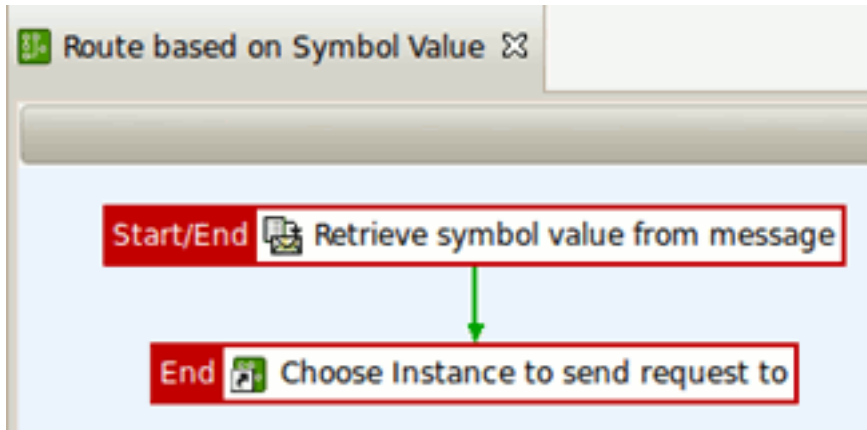 Route based on Symbol Value
Start/End Retrieve symbol value from message
End Choose Instance to send request to